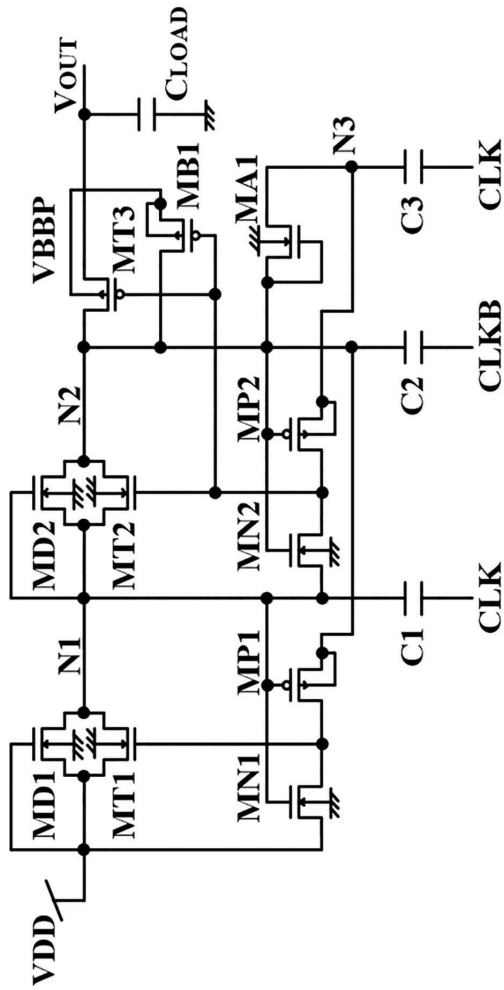 VDD
MD1
MT1
N1
MD2
MT2
N2
VBBP
MT3
VOUT
CLOAD
MB1
MN1
MP1
MN2
MP2
MA1
N3
C1
C2
C3
CLK
CLKB
CLK